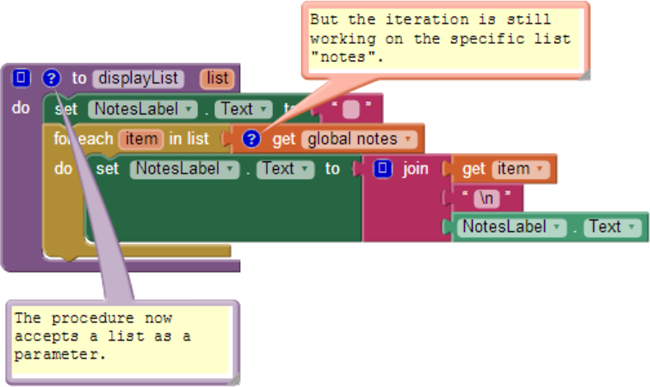 But the iteration is still
working on the specific list
"notes".
? to displayList list
do set NotesLabel . Text to " "
for each item in list ? get global notes
do set NotesLabel . Text to join get item
" \n "
NotesLabel . Text
The procedure now
accepts a list as a
parameter.